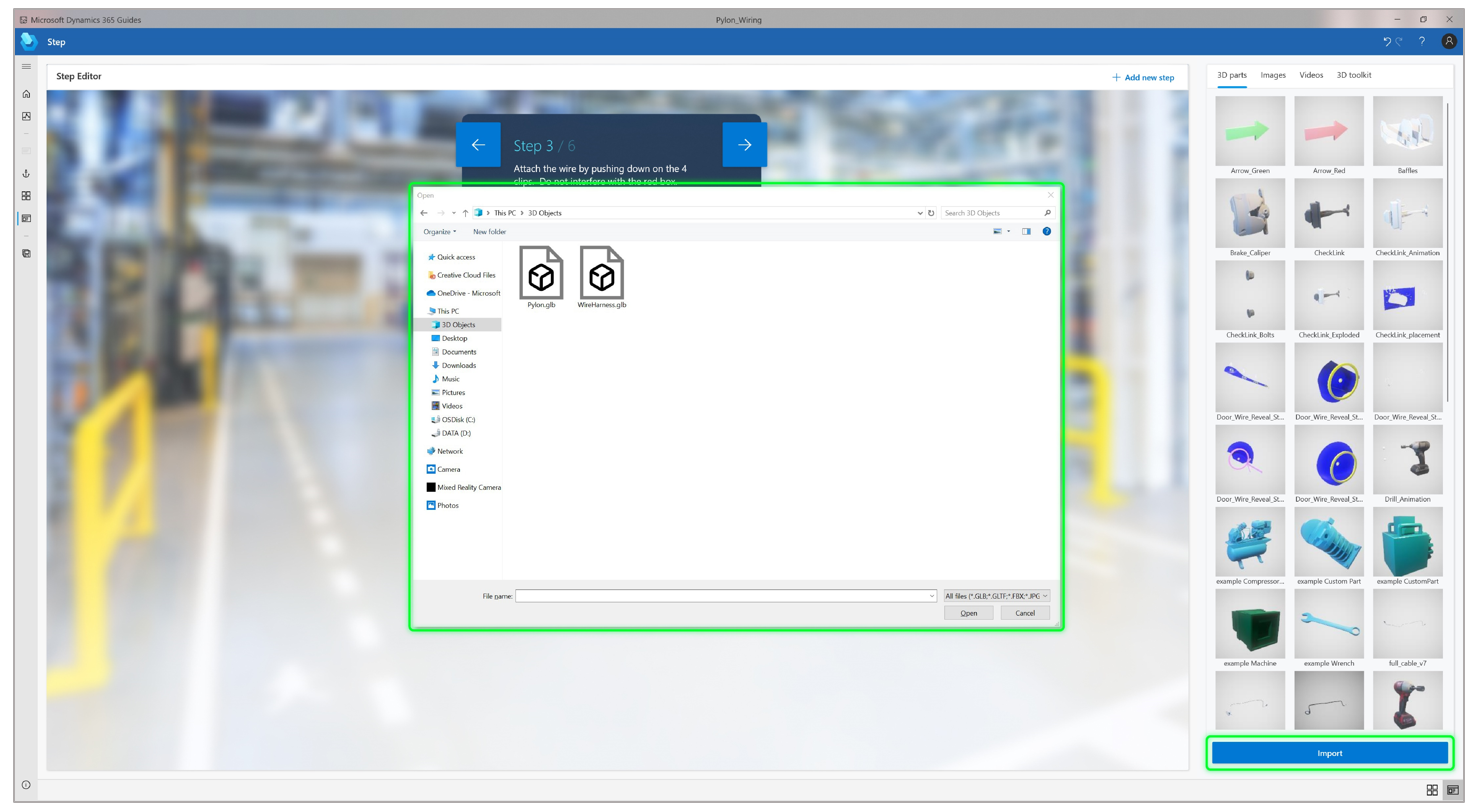 Microsoft Dynamics 365 Guides
Pylon_Wiring
Step
Step Editor
Add new step
3D parts Images Videos 3D toolkit
Step 3 / 6
Attach the wire by pushing down on the 4
clips. Do not interfere with the red box.
Open
This PC > 3D Objects
Search 3D Objects
Organize
New folder
Quick access
Creative Cloud Files
OneDrive - Microsoft
This PC
3D Objects
Desktop
Documents
Downloads
Music
Pictures
Videos
OSDisk (C:)
DATA (D:)
Network
Camera
Mixed Reality Camera
Photos
Pylon.glb
WireHarness.glb
File name:
All files (*.GLB;*.GLTF;*.FBX;*.JPG
Open
Cancel
Arrow_Green
Arrow_Red
Baffles
Brake_Caliper
CheckLink
CheckLink_Animation
CheckLink_Bolts
CheckLink_Exploded
CheckLink_placement
Door_Wire_Reveal_St...
Door_Wire_Reveal_St...
Door_Wire_Reveal_St...
Door_Wire_Reveal_St...
Door_Wire_Reveal_St...
Drill_Animation
example Compressor...
example Custom Part
example CustomPart
example Machine
example Wrench
full_cable_v7
Import